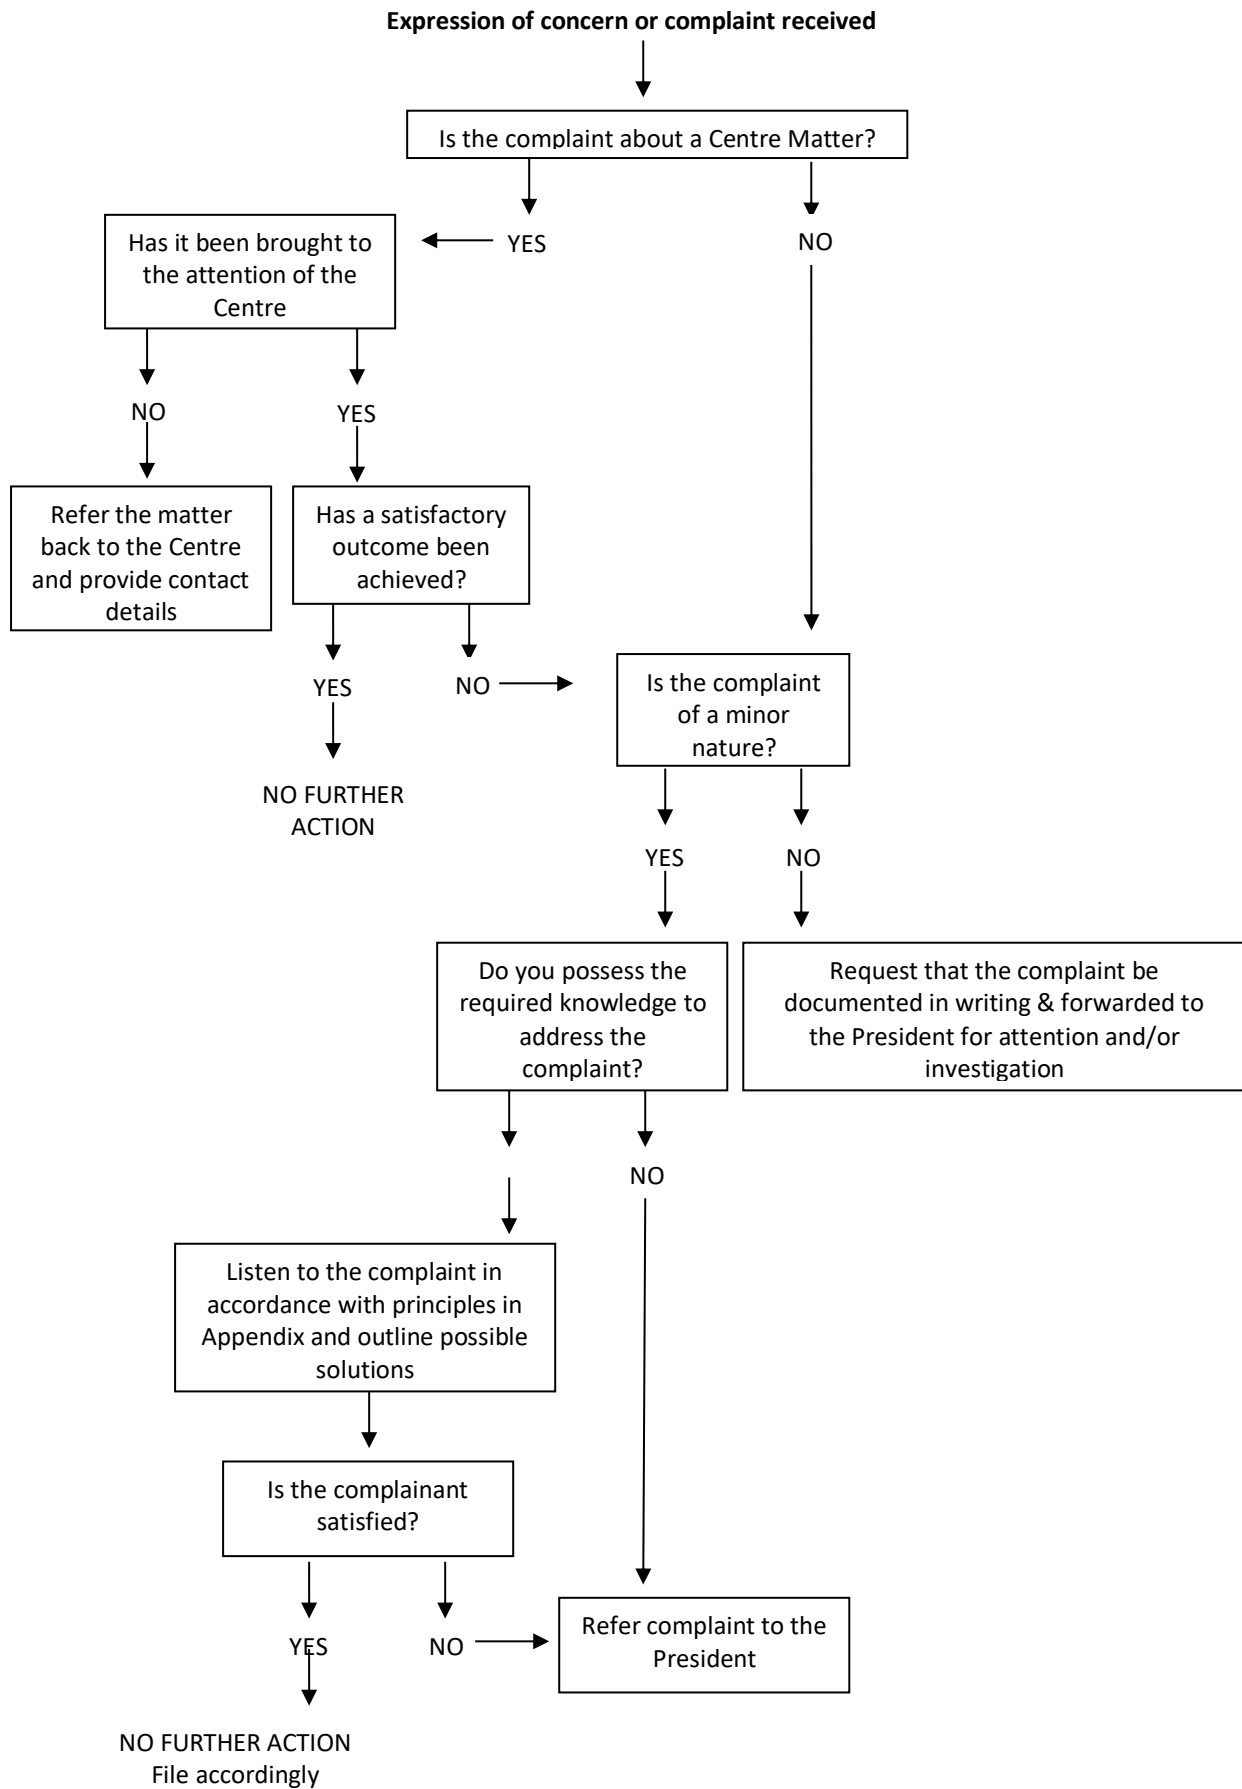 Expression of concern or complaint received
Is the complaint about a Centre Matter?
Has it been brought to
the attention of the
Centre
YES
NO
NO
YES
Refer the matter
back to the Centre
and provide contact
details
Has a satisfactory
outcome been
achieved?
YES
NO
Is the complaint
of a minor
nature?
NO FURTHER
ACTION
YES
NO
Do you possess the
required knowledge to
address the
complaint?
Request that the complaint be
documented in writing & forwarded to
the President for attention and/or
investigation
NO
Listen to the complaint in
accordance with principles in
Appendix and outline possible
solutions
Is the complainant
satisfied?
YES
NO
Refer complaint to the
President
NO FURTHER ACTION
File accordingly